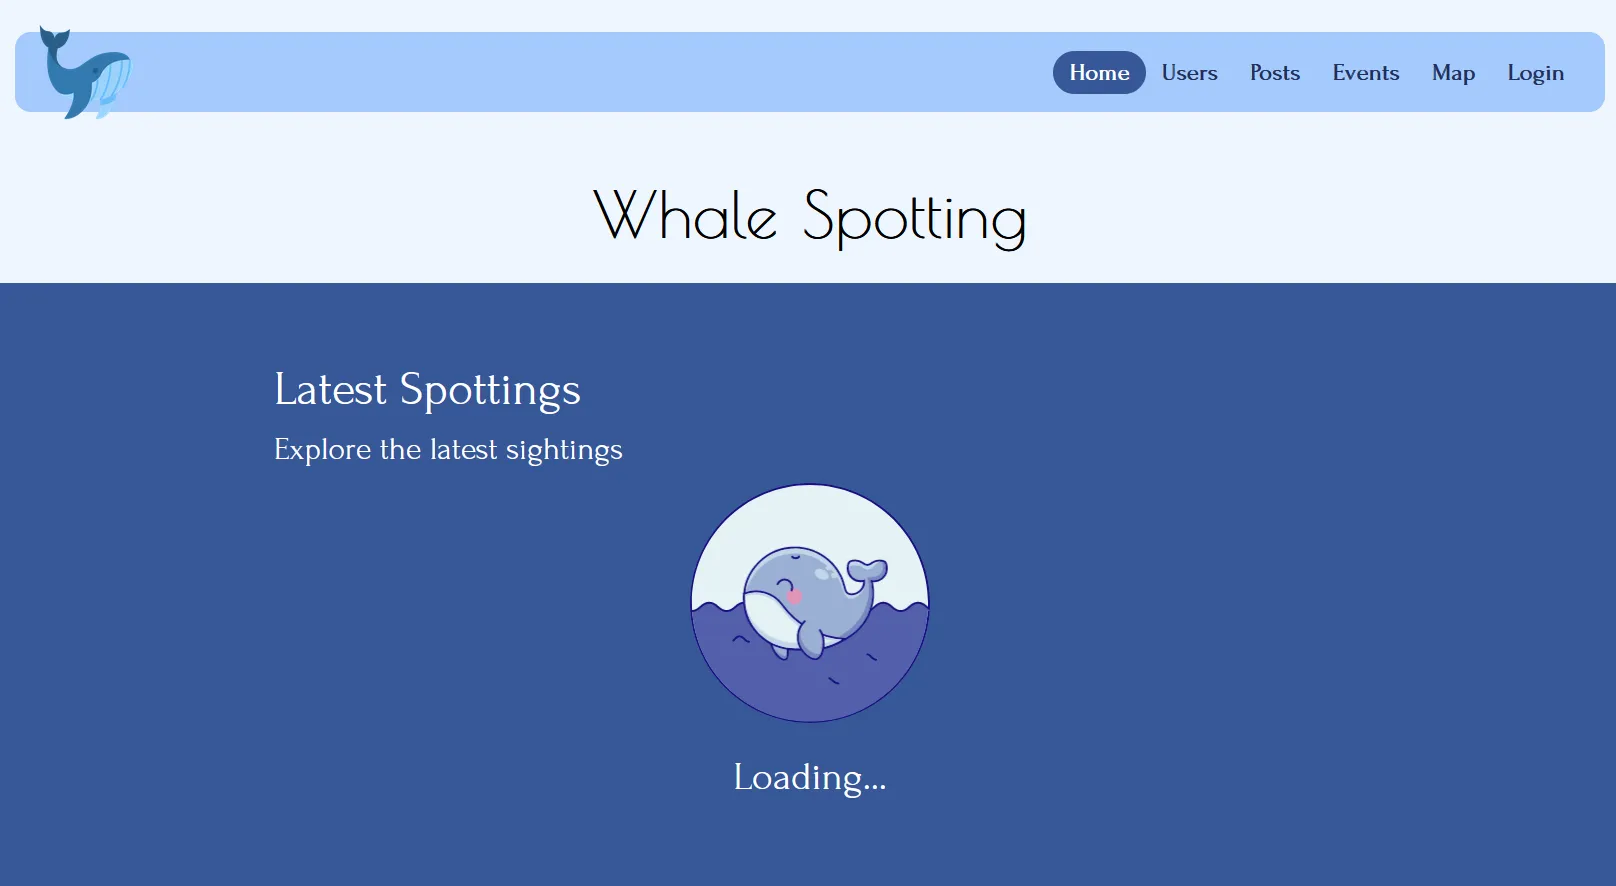 Home Users Posts Events Map Login
Whale Spotting
Latest Spottings
Explore the latest sightings
Loading...